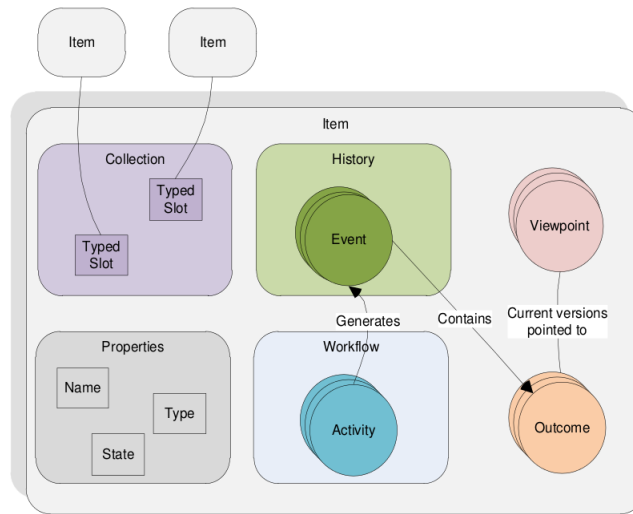 Item
Item
Item
Collection
History
Typed
Slot
Typed
Slot
Event
Viewpoint
Generates
Contains
Current versions
pointed to
Properties
Workflow
Name
Type
State
Activity
Outcome